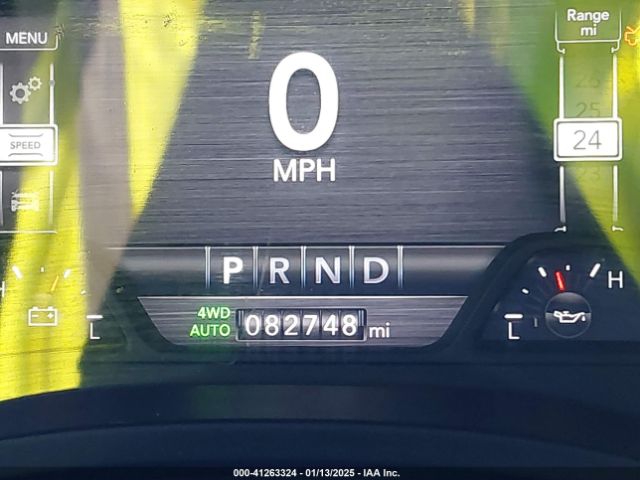 MENU
SPEED
0
MPH
Range
mi
25
24
23
P R N D
4WD
AUTO
082748 mi
H
L
L
H
000-41263324 - 01/13/2025 - IAA Inc.